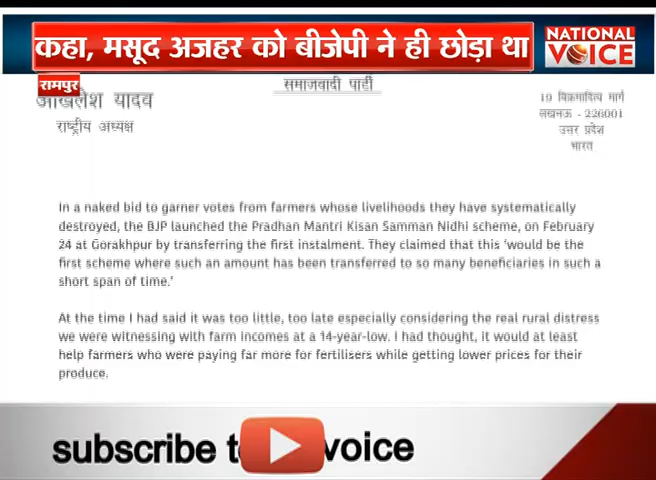 कहा, मसूद अजहर को बीजेपी ने ही छोड़ा था
NATIONAL
VOICE
रामपुर
अखिलेश यादव
राष्ट्रीय अध्यक्ष
समाजवादी पार्टी
19 विक्रमादित्य मार्ग
लखनऊ - 226001
उत्तर प्रदेश
भारत
In a naked bid to garner votes from farmers whose livelihoods they have systematically
destroyed, the BJP launched the Pradhan Mantri Kisan Samman Nidhi scheme, on February
24 at Gorakhpur by transferring the first instalment. They claimed that this ‘would be the
first scheme where such an amount has been transferred to so many beneficiaries in such a
short span of time.’
At the time I had said it was too little, too late especially considering the real rural distress
we were witnessing with farm incomes at a 14-year-low. I had thought, it would at least
help farmers who were paying far more for fertilisers while getting lower prices for their
produce.
subscribe voice